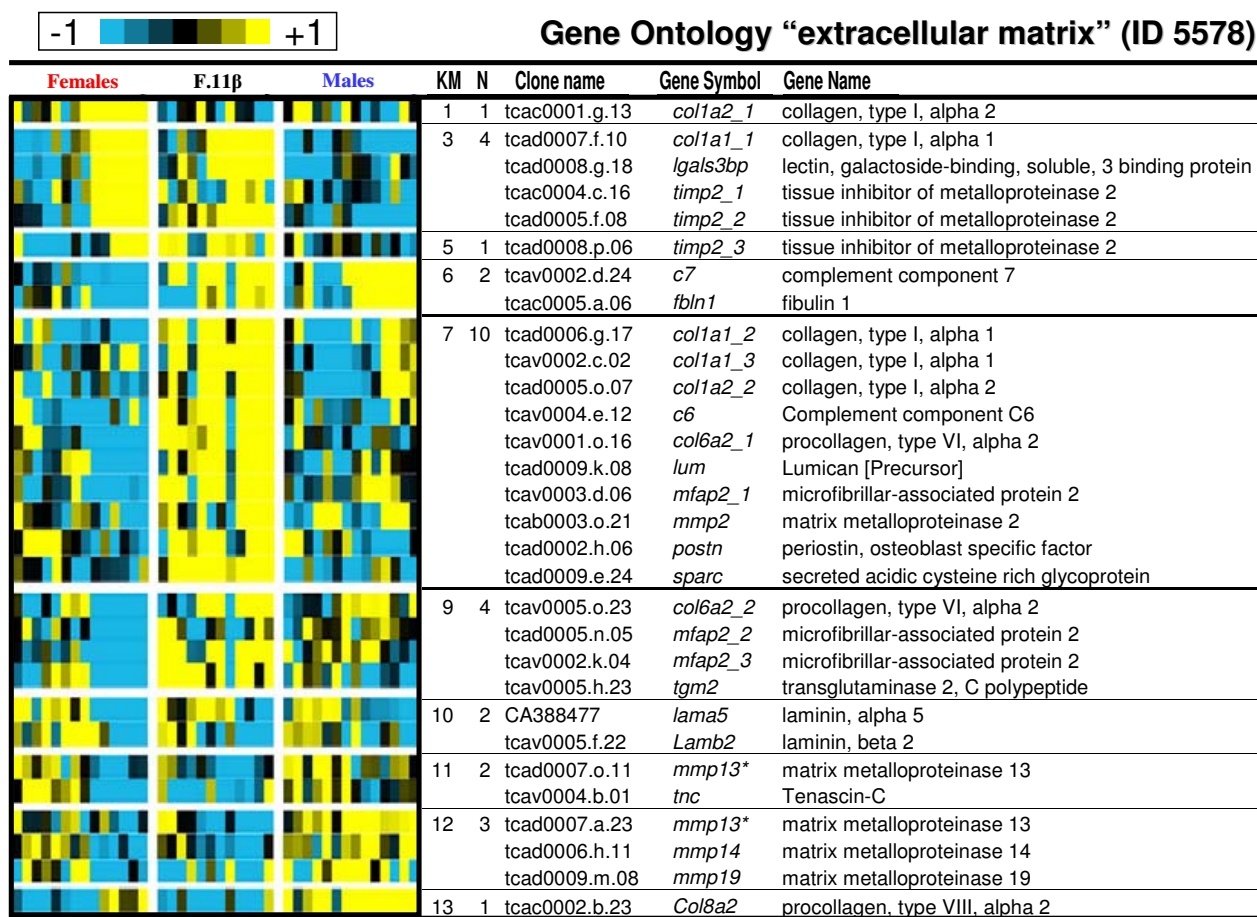 -1 +1 Gene Ontology “extracellular matrix” (ID 5578)
Females F.11β Males KM N Clone name Gene Symbol Gene Name
1 1 tcac0001.g.13 col1a2_1 collagen, type I, alpha 2
3 4 tcad0007.f.10 col1a1_1 collagen, type I, alpha 1
tcad0008.g.18 lgals3bp lectin, galactoside-binding, soluble, 3 binding protein
tcac0004.c.16 timp2_1 tissue inhibitor of metalloproteinase 2
tcad0005.f.08 timp2_2 tissue inhibitor of metalloproteinase 2
5 1 tcad0008.p.06 timp2_3 tissue inhibitor of metalloproteinase 2
6 2 tcav0002.d.24 c7 complement component 7
tcac0005.a.06 fbln1 fibulin 1
7 10 tcad0006.g.17 col1a1_2 collagen, type I, alpha 1
tcav0002.c.02 col1a1_3 collagen, type I, alpha 1
tcad0005.o.07 col1a2_2 collagen, type I, alpha 2
tcav0004.e.12 c6 Complement component C6
tcav0001.o.16 col6a2_1 procollagen, type VI, alpha 2
tcad0009.k.08 lum Lumican [Precursor]
tcav0003.d.06 mfap2_1 microfibrillar-associated protein 2
tcab0003.o.21 mmp2 matrix metalloproteinase 2
tcad0002.h.06 postn periostin, osteoblast specific factor
tcad0009.e.24 sparc secreted acidic cysteine rich glycoprotein
9 4 tcav0005.o.23 col6a2_2 procollagen, type VI, alpha 2
tcad0005.n.05 mfap2_2 microfibrillar-associated protein 2
tcav0002.k.04 mfap2_3 microfibrillar-associated protein 2
tcav0005.h.23 tgm2 transglutaminase 2, C polypeptide
10 2 CA388477 lama5 laminin, alpha 5
tcav0005.f.22 Lamb2 laminin, beta 2
11 2 tcad0007.o.11 mmp13* matrix metalloproteinase 13
tcav0004.b.01 tnc Tenascin-C
12 3 tcad0007.a.23 mmp13* matrix metalloproteinase 13
tcad0006.h.11 mmp14 matrix metalloproteinase 14
tcad0009.m.08 mmp19 matrix metalloproteinase 19
13 1 tcac0002.b.23 Col8a2 procollagen, type VIII, alpha 2